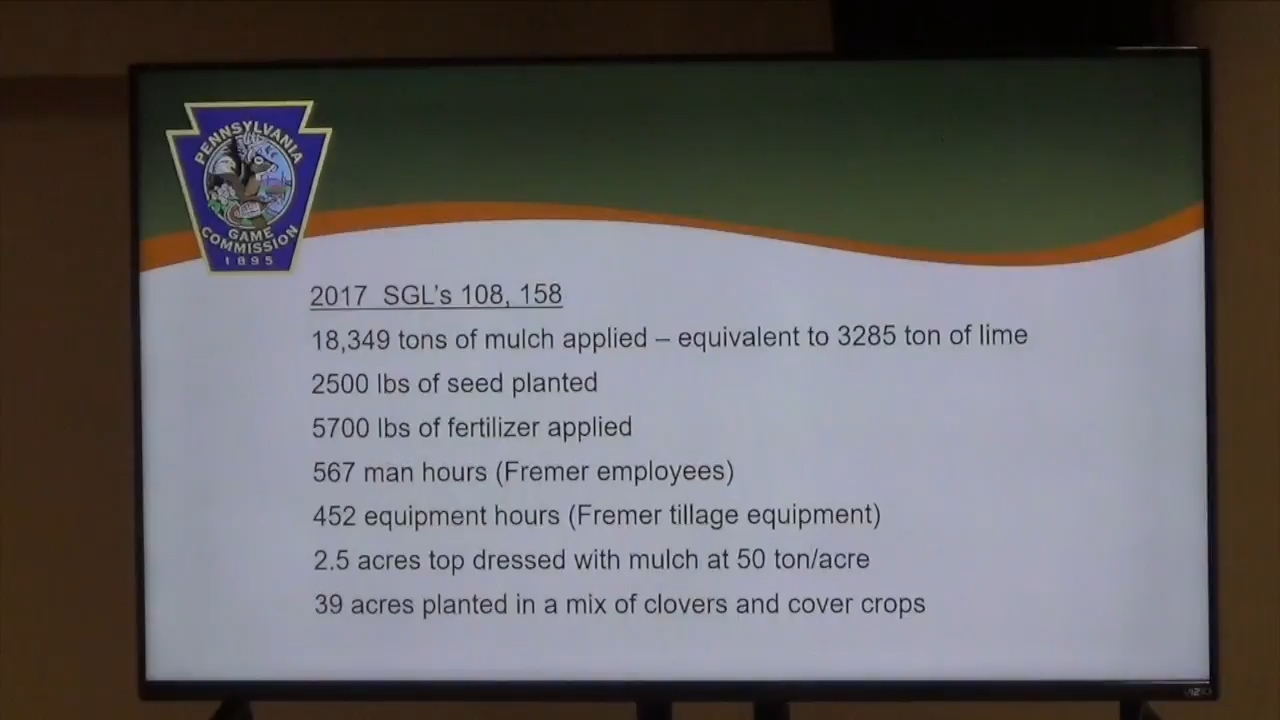 PENNSYLVANIA
GAME
COMMISSION
1895
2017 SGL's 108, 158
18,349 tons of mulch applied – equivalent to 3285 ton of lime
2500 lbs of seed planted
5700 lbs of fertilizer applied
567 man hours (Fremer employees)
452 equipment hours (Fremer tillage equipment)
2.5 acres top dressed with mulch at 50 ton/acre
39 acres planted in a mix of clovers and cover crops
VIZIO